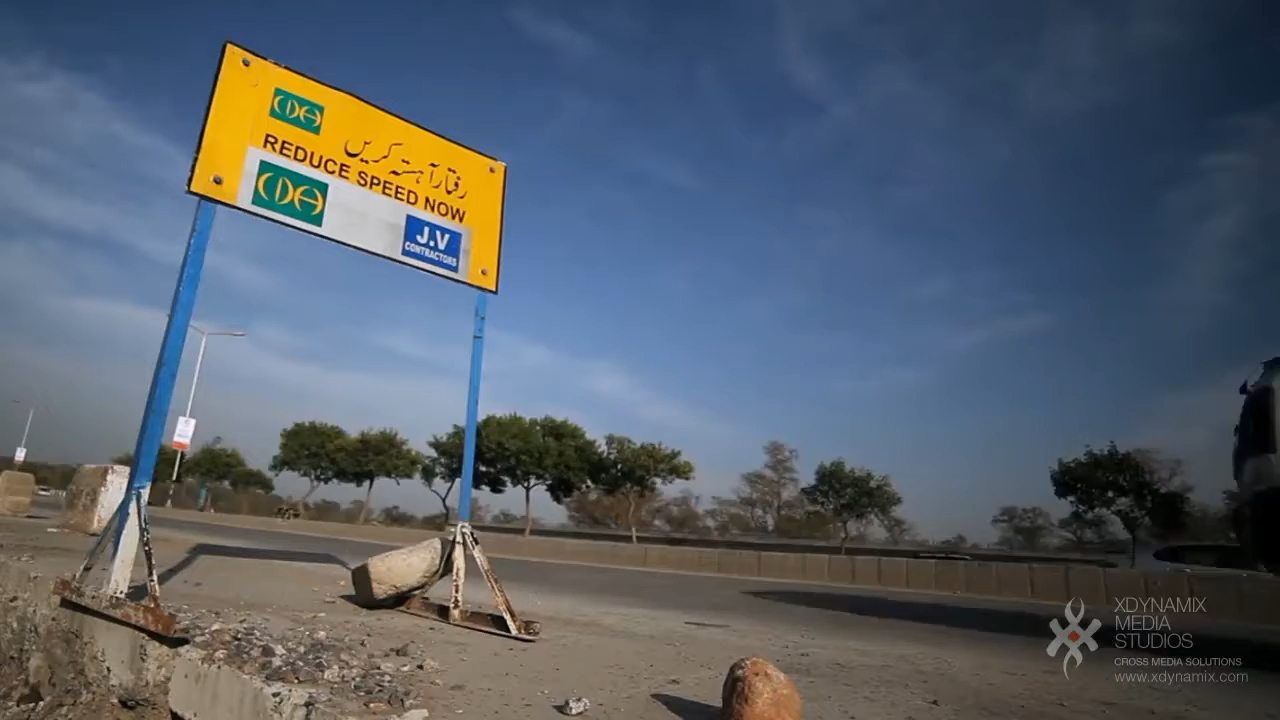 CDA
رفتار آہستہ کریں
REDUCE SPEED NOW
CDA
J.V
CONTRACTORS
XDYNAMIX
MEDIA
STUDIOS
CROSS MEDIA SOLUTIONS
www.xdynamix.com